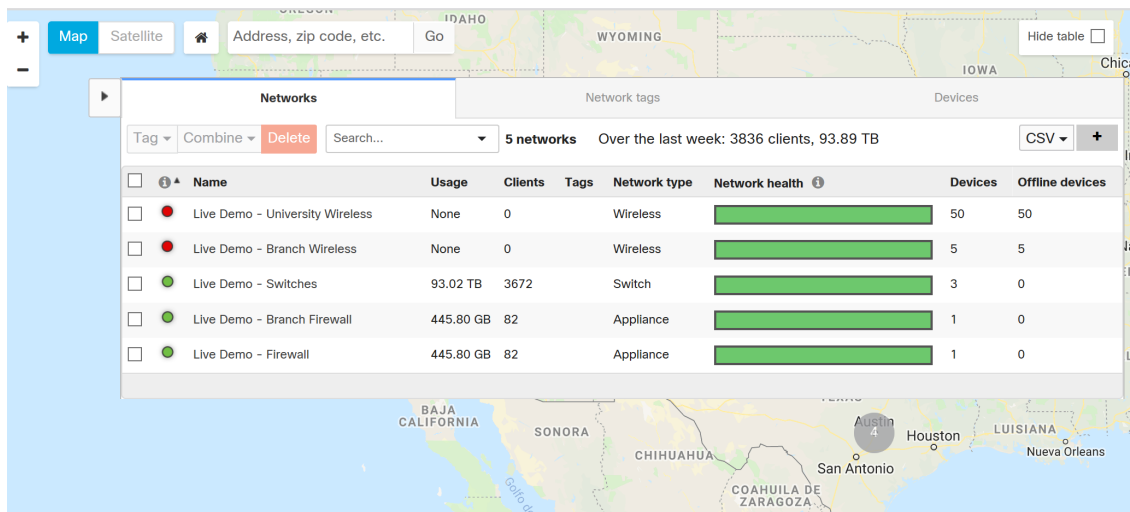 OREGON
IDAHO
+ Map Satellite Address, zip code, etc. Go
WYOMING
Hide table
−
IOWA
Chic
Networks Network tags Devices
Tag Combine Delete Search... 5 networks Over the last week: 3836 clients, 93.89 TB CSV +
Name Usage Clients Tags Network type Network health Devices Offline devices
Live Demo - University Wireless None 0 Wireless 50 50
Live Demo - Branch Wireless None 0 Wireless 5 5
Live Demo - Switches 93.02 TB 3672 Switch 3 0
Live Demo - Branch Firewall 445.80 GB 82 Appliance 1 0
Live Demo - Firewall 445.80 GB 82 Appliance 1 0
TEXAS
BAJA
CALIFORNIA
SONORA
Austin
4
Houston
LUISIANA
Nueva Orleans
CHIHUAHUA
San Antonio
COAHUILA DE
ZARAGOZA
Golfo de